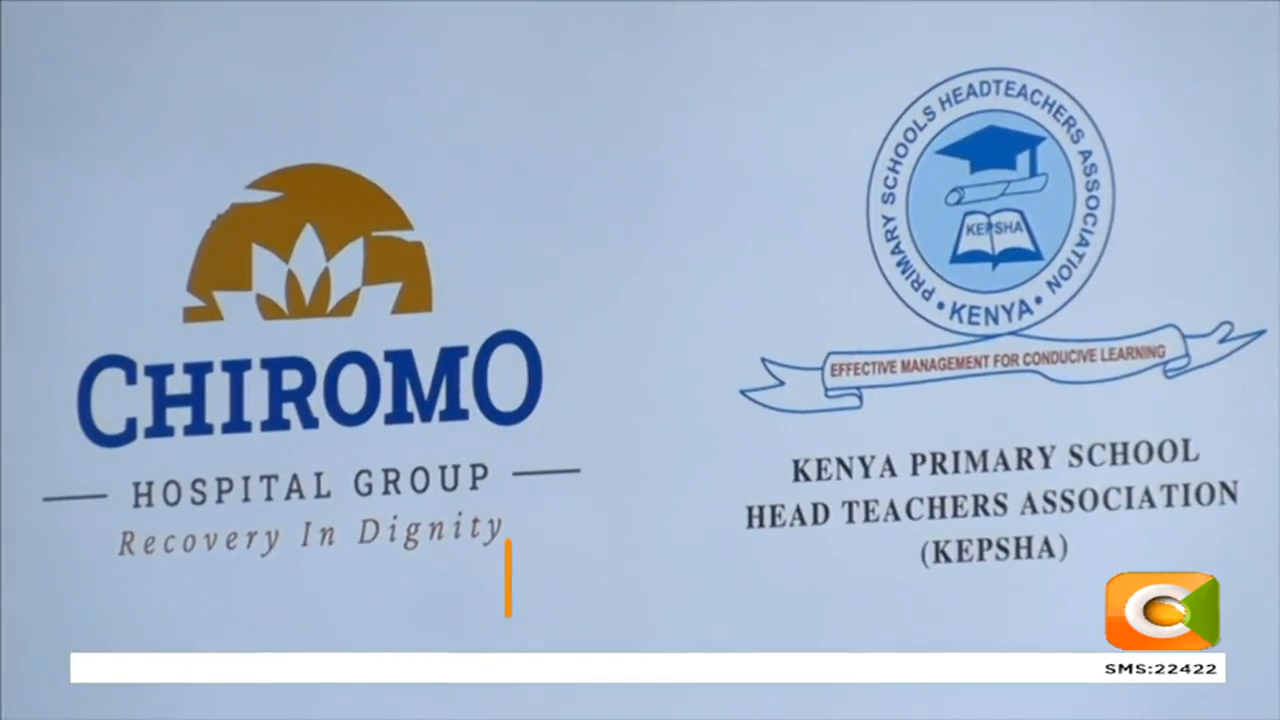 CHIROMO
HOSPITAL GROUP
Recovery In Dignity
PRIMARY SCHOOLS HEADTEACHERS ASSOCIATION
• KENYA •
KEPSHA
EFFECTIVE MANAGEMENT FOR CONDUCIVE LEARNING
KENYA PRIMARY SCHOOL
HEAD TEACHERS ASSOCIATION
(KEPSHA)
C
SMS:22422